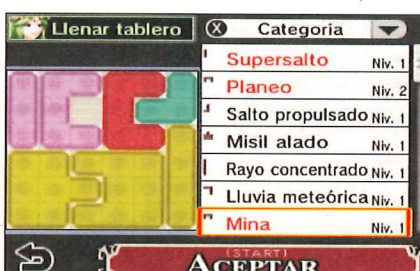 Llenar tablero
X Categoría
Supersalto Niv. 1
Planeo Niv. 2
Salto propulsado Niv. 1
Misil alado Niv. 1
Rayo concentrado Niv. 1
Lluvia meteórica Niv. 1
Mina Niv. 1
(START)
ACEPTAR